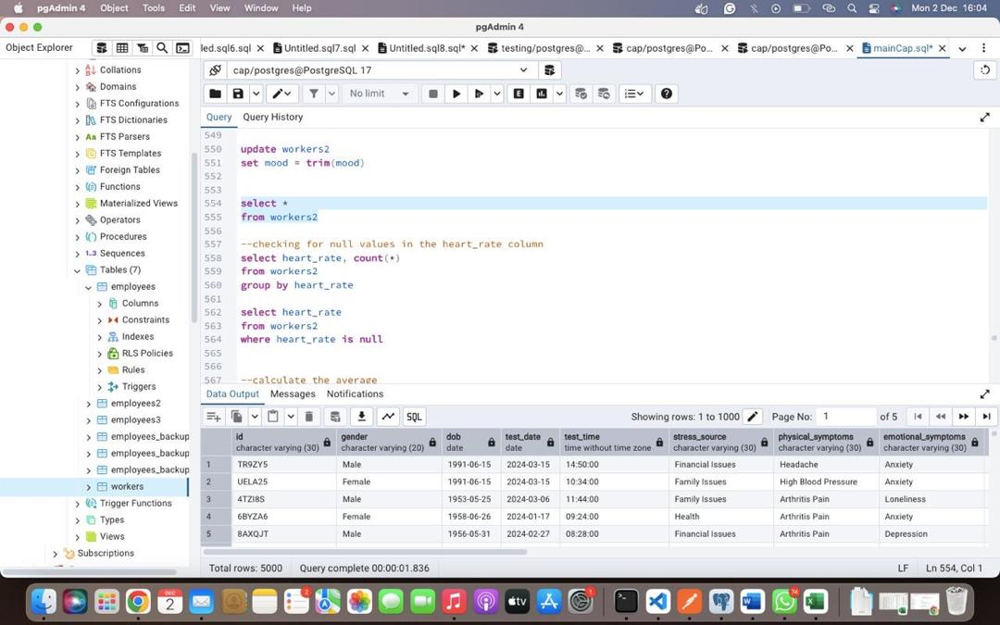 pgAdmin 4 Object Tools Edit View Window Help Mon 2 Dec 16:04
pgAdmin 4
Object Explorer
led.sql6.sql Untitled.sql7.sql Untitled.sql8.sql* testing/postgres@... cap/postgres@Po... cap/postgres@Po... mainCap.sql*
Collations
Domains
FTS Configurations
FTS Dictionaries
FTS Parsers
FTS Templates
Foreign Tables
Functions
Materialized Views
Operators
Procedures
1..3 Sequences
Tables (7)
employees
Columns
Constraints
Indexes
RLS Policies
Rules
Triggers
employees2
employees3
employees_backup
employees_backup
employees_backup
workers
Trigger Functions
Types
Views
Subscriptions
cap/postgres@PostgreSQL 17
No limit
Query Query History
549
550 update workers2
551 set mood = trim(mood)
552
553
554 select *
555 from workers2
556
557 --checking for null values in the heart_rate column
558 select heart_rate, count(*)
559 from workers2
560 group by heart_rate
561
562 select heart_rate
563 from workers2
564 where heart_rate is null
565
566
567 --calculate the average
Data Output Messages Notifications
SQL Showing rows: 1 to 1000 Page No: 1 of 5
id gender dob test_date test_time stress_source physical_symptoms emotional_symptoms
character varying (30) character varying (20) date date time without time zone character varying (30) character varying (30) character varying (30)
1 TR9ZY5 Male 1991-06-15 2024-03-15 14:50:00 Financial Issues Headache Anxiety
2 UELA25 Female 1991-06-15 2024-03-15 10:34:00 Family Issues High Blood Pressure Anxiety
3 4TZI8S Male 1953-05-25 2024-03-06 11:44:00 Family Issues Arthritis Pain Loneliness
4 6BYZA6 Female 1958-06-26 2024-01-17 09:24:00 Health Arthritis Pain Anxiety
5 8AXQJT Male 1956-05-31 2024-02-27 08:28:00 Financial Issues Arthritis Pain Depression
Total rows: 5000 Query complete 00:00:01.836 LF Ln 554, Col 1
DEC
2
2
tv
1
74